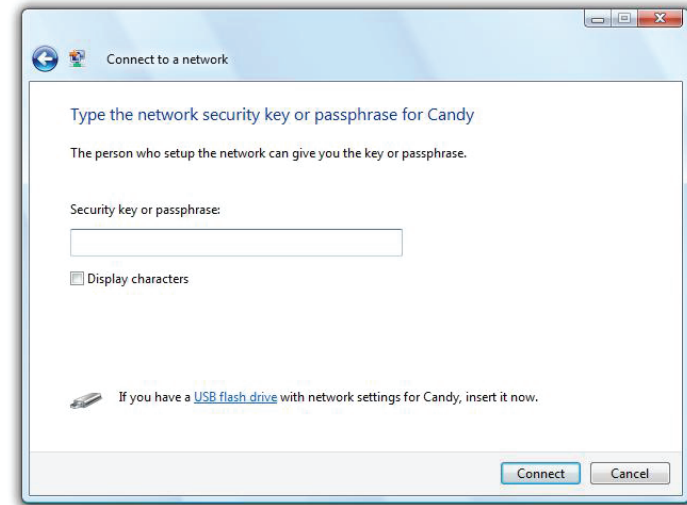 Connect to a network
Type the network security key or passphrase for Candy
The person who setup the network can give you the key or passphrase.
Security key or passphrase:
Display characters
If you have a USB flash drive with network settings for Candy, insert it now.
Connect Cancel